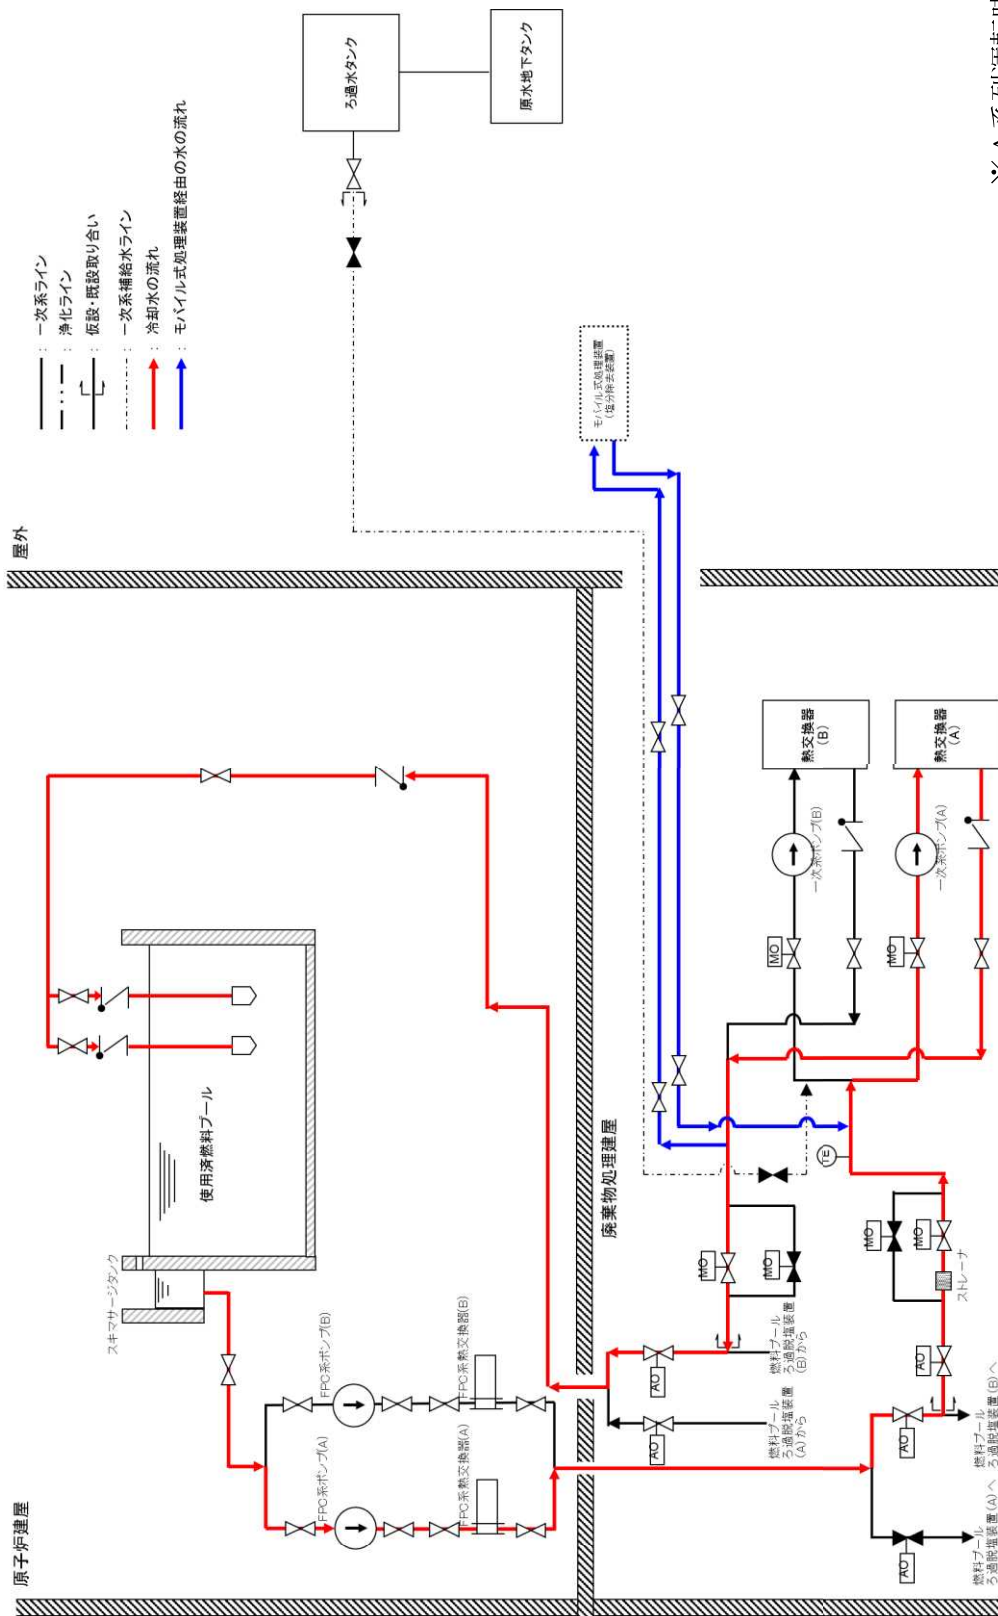 屋外
: 一次系ライン
: 浄化ライン
: 仮設・既設取り合い
: 一次系補給水ライン
: 冷却水の流れ
: モバイル式処理装置経由の水の流れ
ろ過水タンク
原水地下タンク
モバイル式処理装置
（塩分除去装置）
原子炉建屋
スキマサージタンク
使用済燃料プール
FPC系ポンプ(B)
FPC系熱交換器(B)
FPC系ポンプ(A)
FPC系熱交換器(A)
廃棄物処理建屋
熱交換器
(B)
一次系ポンプ(B)
熱交換器
(A)
一次系ポンプ(A)
MO
MO
TE
MO
MO
MO
MO
ストレーナ
AO
AO
AO
AO
AO
燃料プール
ろ過脱塩装置
(B)から
燃料プール
ろ過脱塩装置
(A)から
燃料プール
ろ過脱塩装置(B)へ
燃料プール
ろ過脱塩装置(A)へ